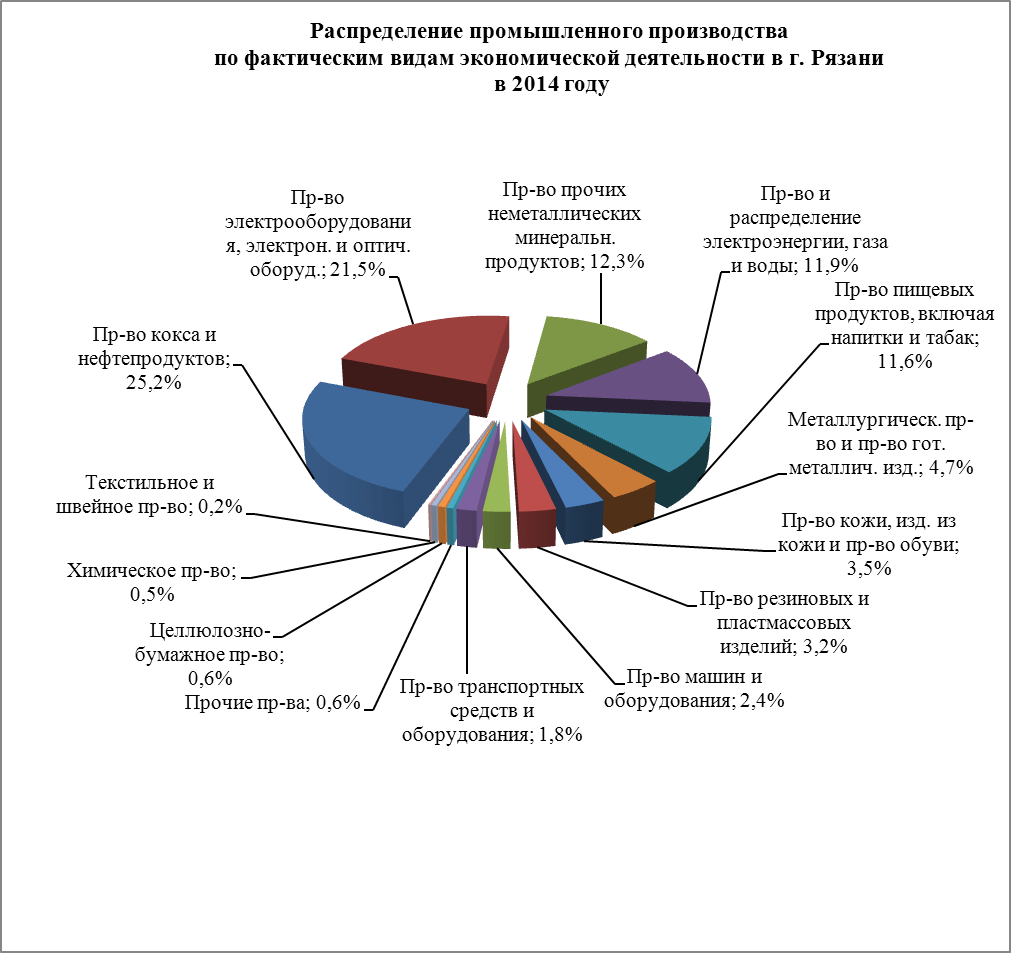 Распределение промышленного производства
по фактическим видам экономической деятельности в г. Рязани
в 2014 году
Пр-во
электрооборудовани
я, электрон. и оптич.
оборуд.; 21,5%
Пр-во прочих
неметаллических
минеральн.
продуктов; 12,3%
Пр-во и
распределение
электроэнергии, газа
и воды; 11,9%
Пр-во пищевых
продуктов, включая
напитки и табак;
11,6%
Металлургическ. пр-
во и пр-во гот.
металлич. изд.; 4,7%
Пр-во кожи, изд. из
кожи и пр-во обуви;
3,5%
Пр-во резиновых и
пластмассовых
изделий; 3,2%
Пр-во машин и
оборудования; 2,4%
Пр-во транспортных
средств и
оборудования; 1,8%
Прочие пр-ва; 0,6%
Целлюлозно-
бумажное пр-во;
0,6%
Химическое пр-во;
0,5%
Текстильное и
швейное пр-во; 0,2%
Пр-во кокса и
нефтепродуктов;
25,2%